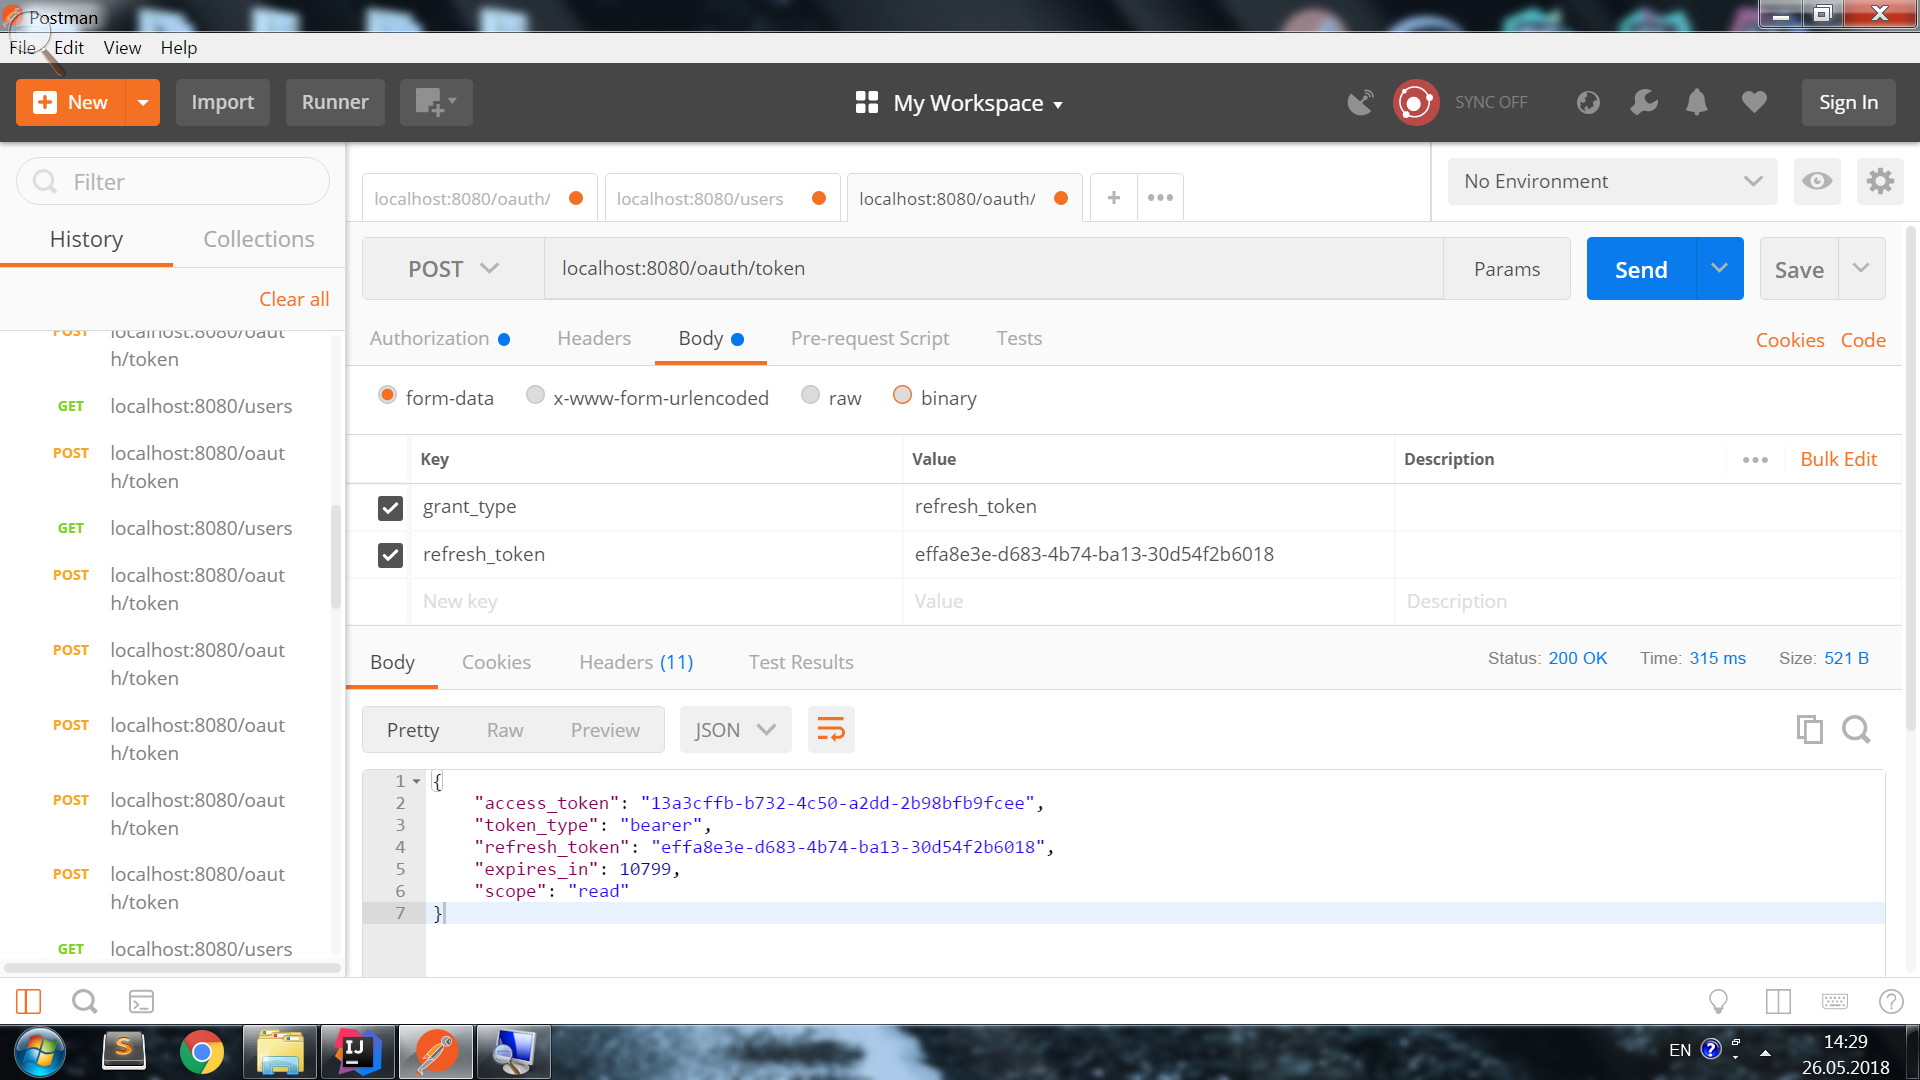 Postman
File Edit View Help
New Import Runner My Workspace SYNC OFF Sign In
Filter
History Collections
Clear all
POST localhost:8080/oaut
h/token
GET localhost:8080/users
POST localhost:8080/oaut
h/token
GET localhost:8080/users
POST localhost:8080/oaut
h/token
POST localhost:8080/oaut
h/token
POST localhost:8080/oaut
h/token
POST localhost:8080/oaut
h/token
POST localhost:8080/oaut
h/token
GET localhost:8080/users
localhost:8080/oauth/ localhost:8080/users localhost:8080/oauth/ + •••
No Environment
POST localhost:8080/oauth/token Params Send Save
Authorization Headers Body Pre-request Script Tests Cookies Code
form-data x-www-form-urlencoded raw binary
Key Value Description ••• Bulk Edit
grant_type refresh_token
refresh_token effa8e3e-d683-4b74-ba13-30d54f2b6018
New key Value Description
Body Cookies Headers (11) Test Results Status: 200 OK Time: 315 ms Size: 521 B
Pretty Raw Preview JSON
1 {
2 "access_token": "13a3cffb-b732-4c50-a2dd-2b98bfb9fcee",
3 "token_type": "bearer",
4 "refresh_token": "effa8e3e-d683-4b74-ba13-30d54f2b6018",
5 "expires_in": 10799,
6 "scope": "read"
7 }
S IJ EN ? 14:29
26.05.2018